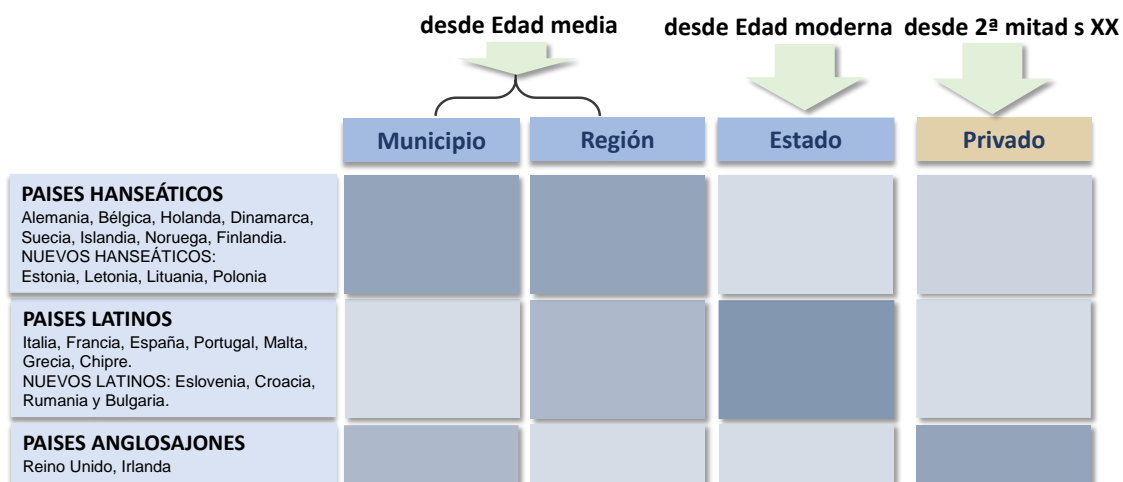 desde Edad media
desde Edad moderna
desde 2ª mitad s XX
Municipio
Región
Estado
Privado
PAISES HANSEÁTICOS
Alemania, Bélgica, Holanda, Dinamarca,
Suecia, Islandia, Noruega, Finlandia.
NUEVOS HANSEÁTICOS:
Estonia, Letonia, Lituania, Polonia
PAISES LATINOS
Italia, Francia, España, Portugal, Malta,
Grecia, Chipre.
NUEVOS LATINOS: Eslovenia, Croacia,
Rumania y Bulgaria.
PAISES ANGLOSAJONES
Reino Unido, Irlanda